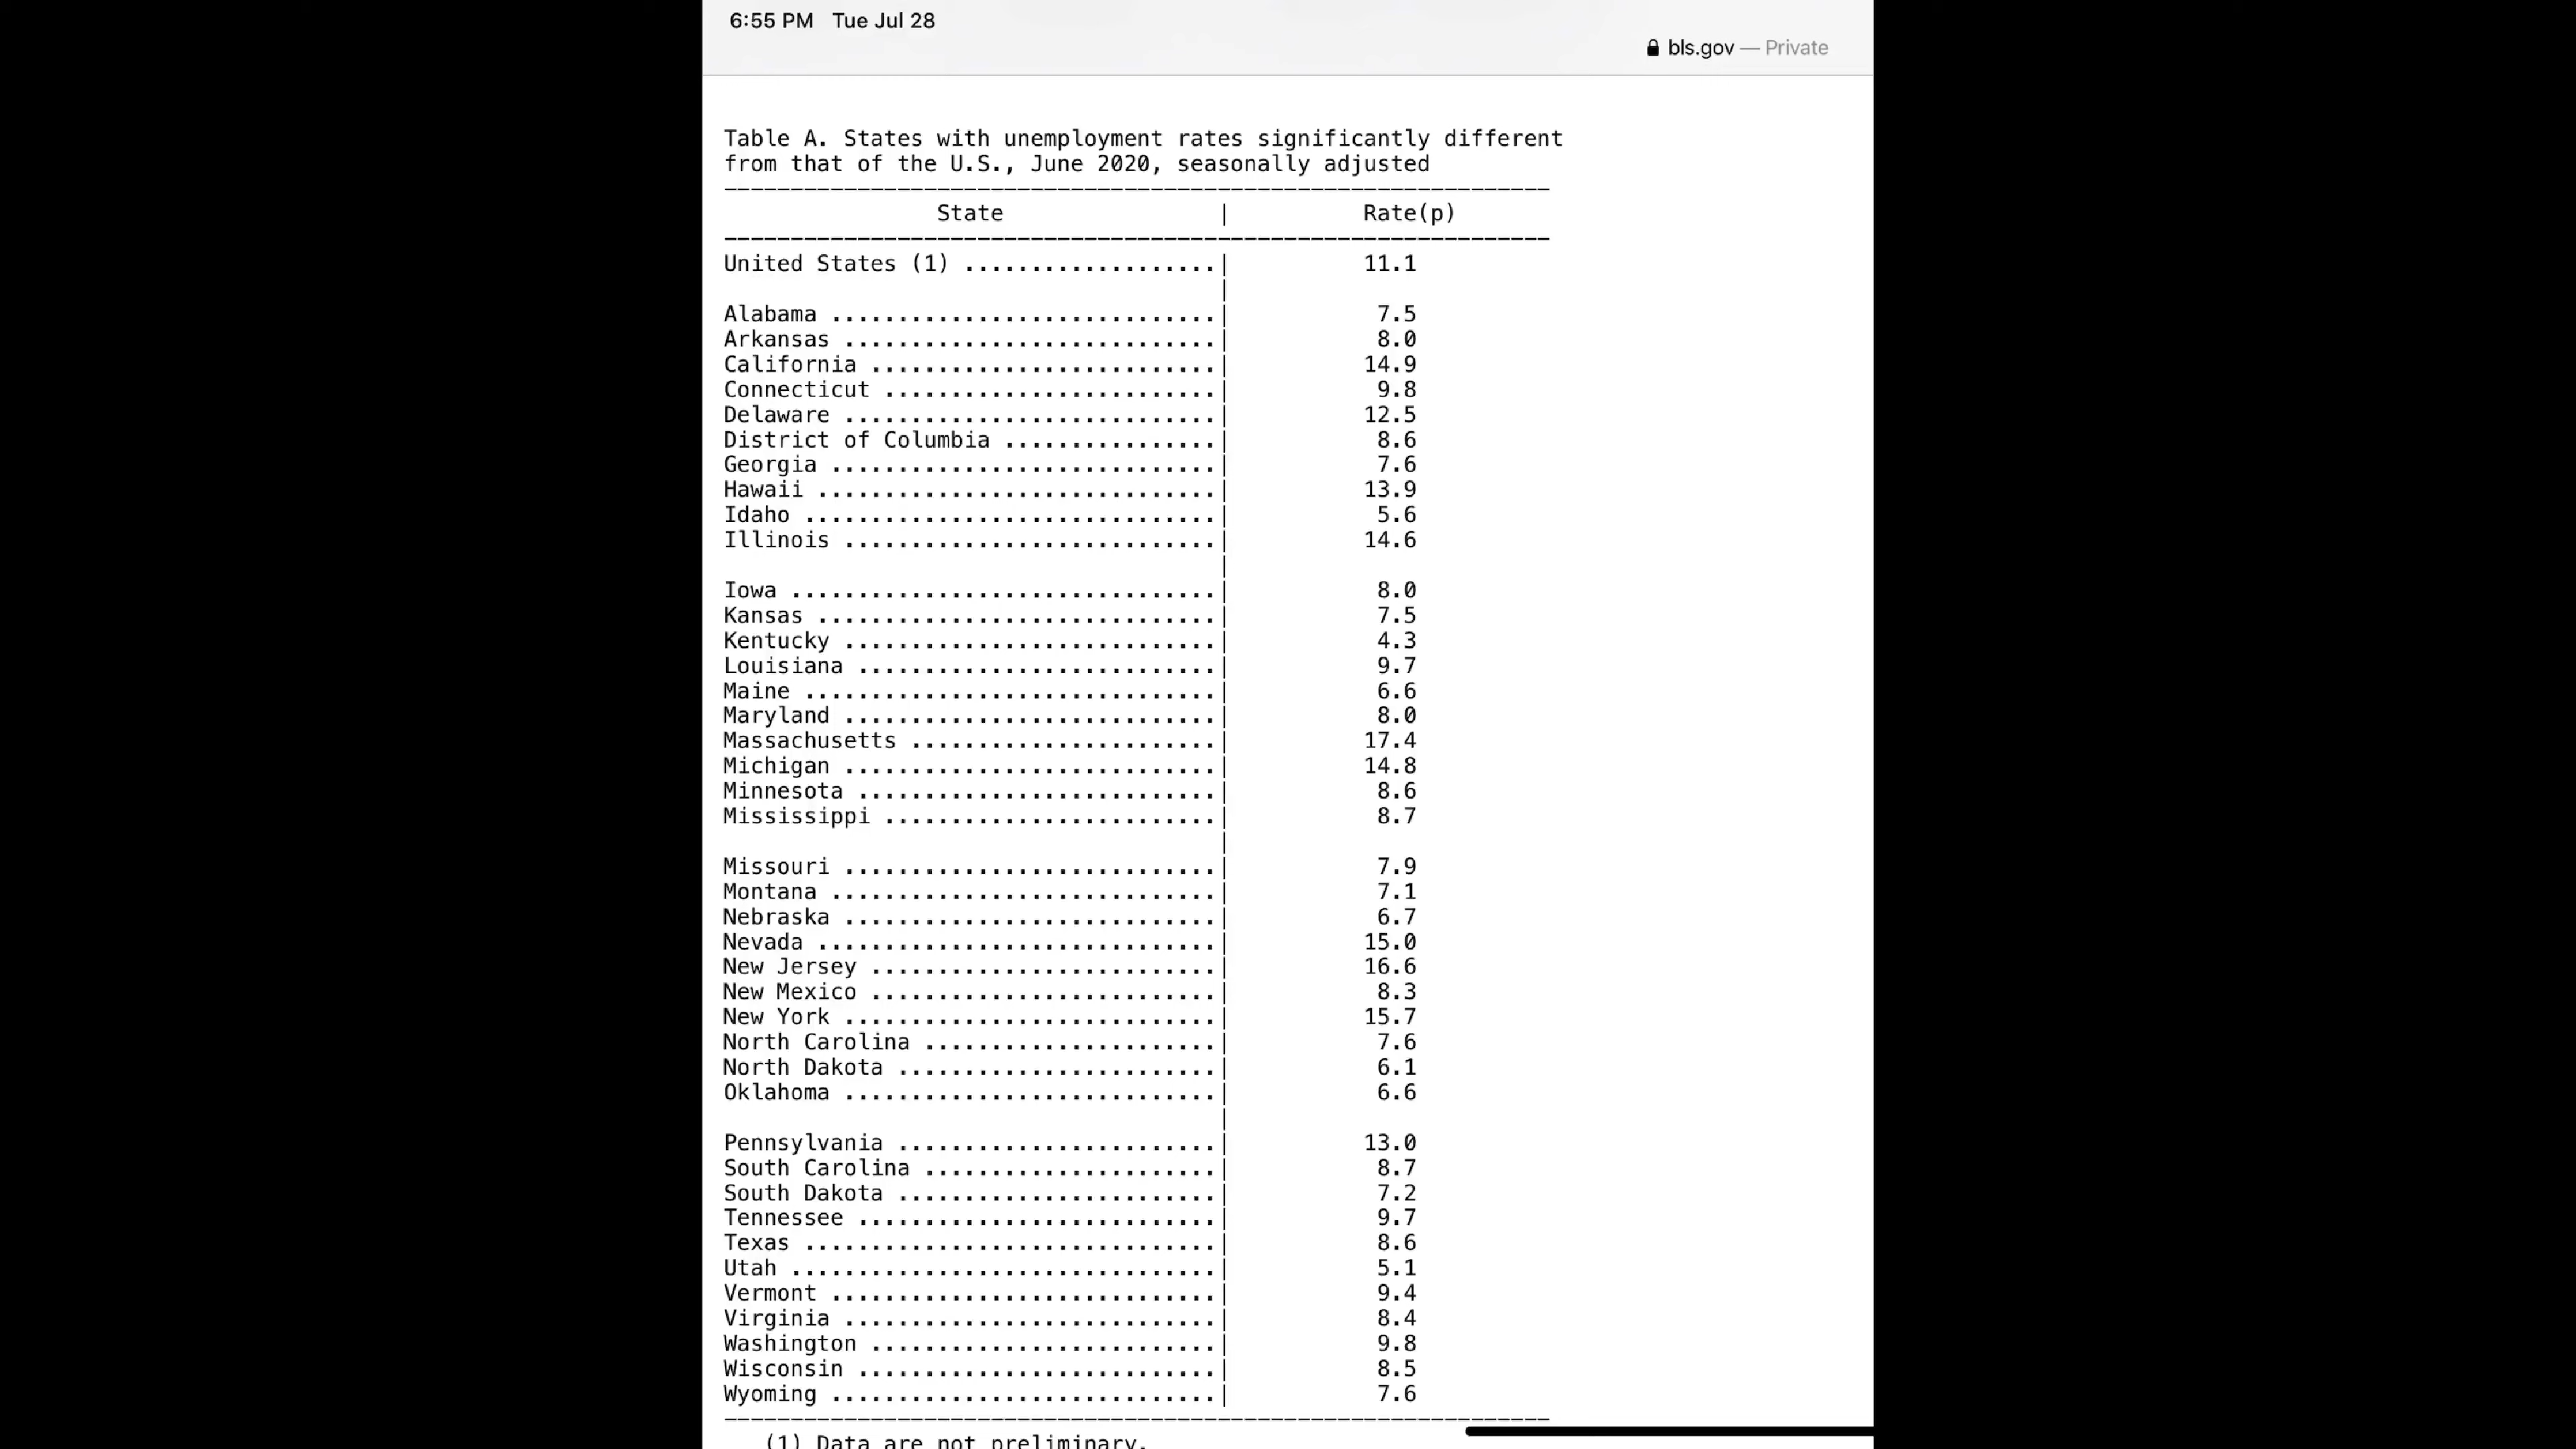 6:55 PM Tue Jul 28
bls.gov — Private
Table A. States with unemployment rates significantly different
from that of the U.S., June 2020, seasonally adjusted
--------------------------------------------------------------
State | Rate(p)
--------------------------------------------------------------
United States (1) ...................| 11.1
|
Alabama .............................| 7.5
Arkansas ............................| 8.0
California ..........................| 14.9
Connecticut .........................| 9.8
Delaware ............................| 12.5
District of Columbia ................| 8.6
Georgia .............................| 7.6
Hawaii ..............................| 13.9
Idaho ...............................| 5.6
Illinois ............................| 14.6
|
Iowa ................................| 8.0
Kansas ..............................| 7.5
Kentucky ............................| 4.3
Louisiana ...........................| 9.7
Maine ...............................| 6.6
Maryland ............................| 8.0
Massachusetts .......................| 17.4
Michigan ............................| 14.8
Minnesota ...........................| 8.6
Mississippi .........................| 8.7
|
Missouri ............................| 7.9
Montana .............................| 7.1
Nebraska ............................| 6.7
Nevada ..............................| 15.0
New Jersey ..........................| 16.6
New Mexico ..........................| 8.3
New York ............................| 15.7
North Carolina ......................| 7.6
North Dakota ........................| 6.1
Oklahoma ............................| 6.6
|
Pennsylvania ........................| 13.0
South Carolina ......................| 8.7
South Dakota ........................| 7.2
Tennessee ...........................| 9.7
Texas ...............................| 8.6
Utah ................................| 5.1
Vermont .............................| 9.4
Virginia ............................| 8.4
Washington ..........................| 9.8
Wisconsin ...........................| 8.5
Wyoming .............................| 7.6
--------------------------------------------------------------
(1) Data are not preliminary.